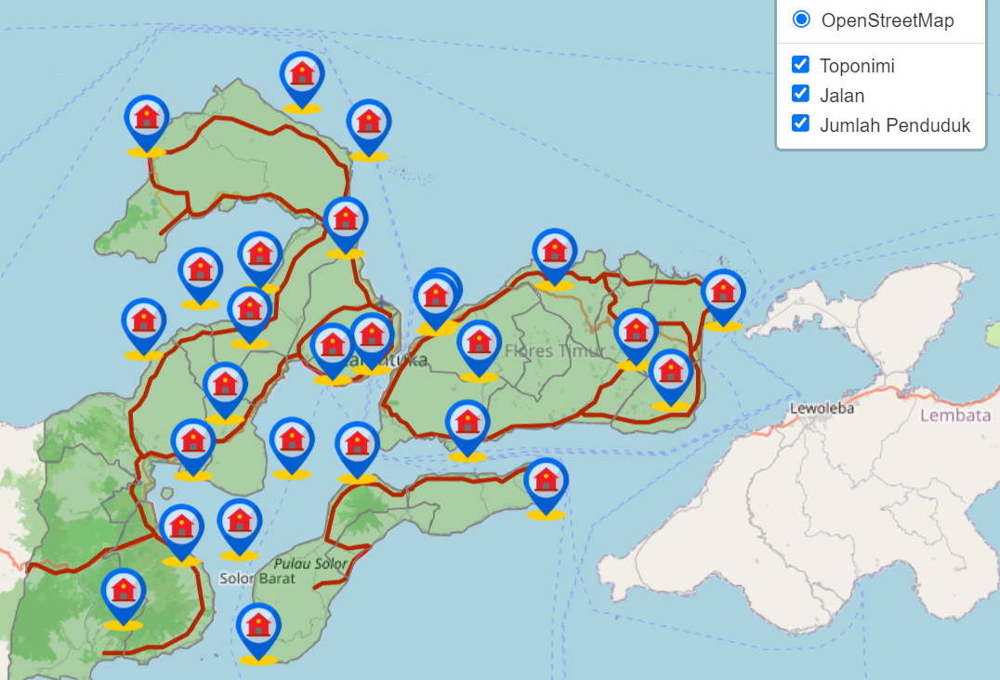 OpenStreetMap
Toponimi
Jalan
Jumlah Penduduk
Flores Timur
Lewoleba
Lembata
Pulau Solor
Solor Barat